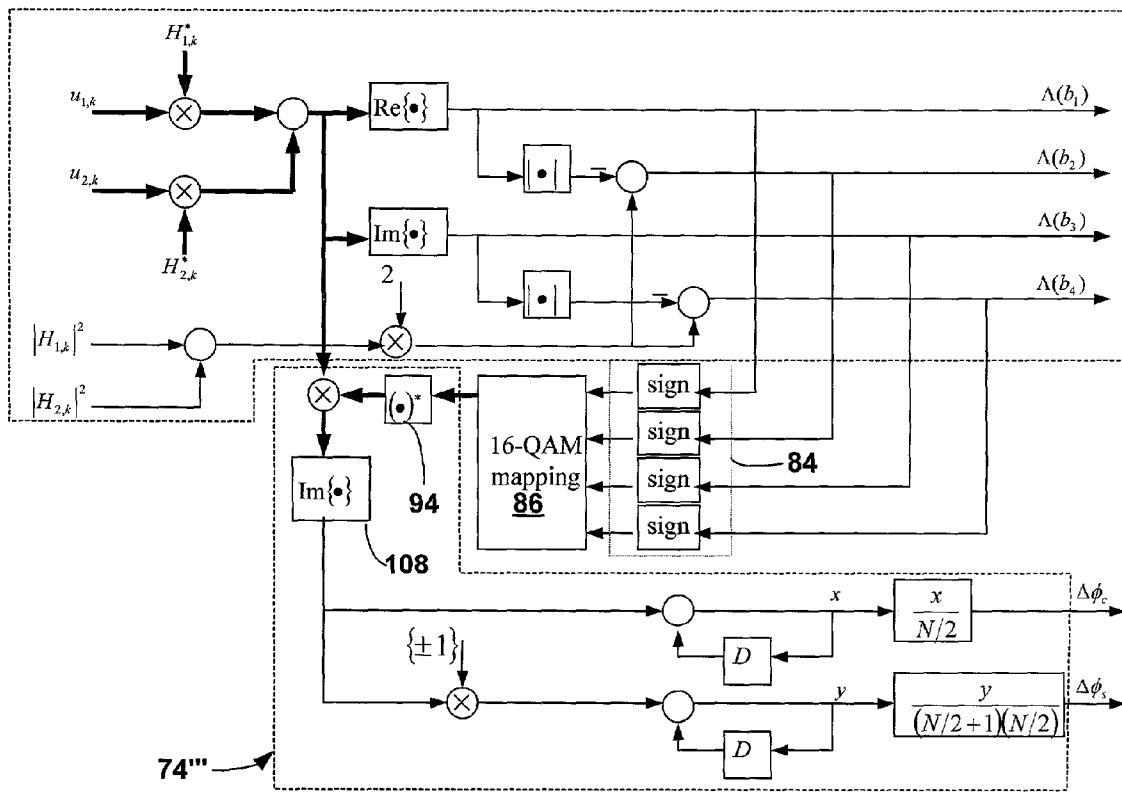 H*1,k
u1,k
Re{•}
Λ(b1)
|•|
−
Λ(b2)
u2,k
Im{•}
Λ(b3)
H*2,k
2
|•|
−
Λ(b4)
|H1,k|²
|H2,k|²
(•)*
sign
sign
sign
sign
16-QAM
mapping
86
84
94
Im{•}
108
x
x
N/2
Δϕc
D
{±1}
y
y
(N/2+1)(N/2)
Δϕs
D
74'''